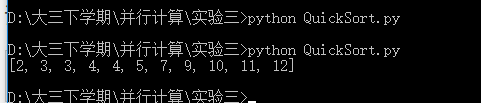 D:\大三下学期\并行计算\实验三>python QuickSort.py
D:\大三下学期\并行计算\实验三>python QuickSort.py
[2, 3, 3, 4, 4, 5, 7, 9, 10, 11, 12]
D:\大三下学期\并行计算\实验三>